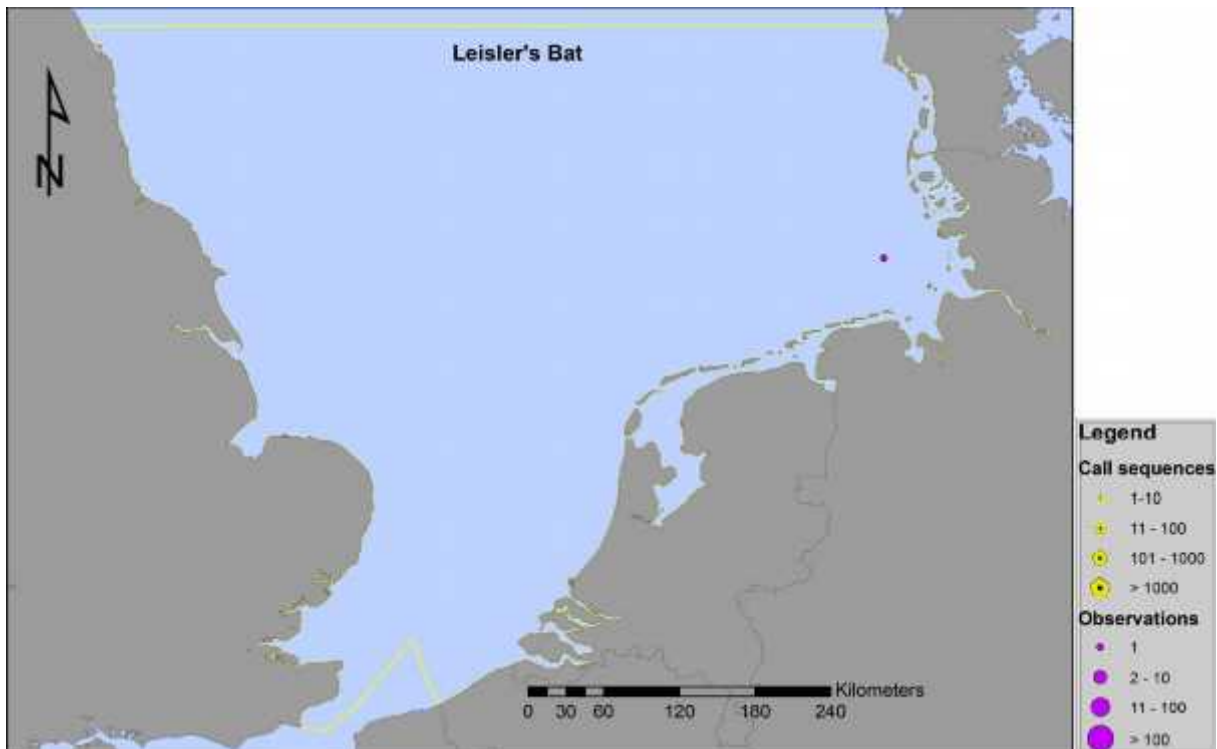 Leisler's Bat
N
Legend
Call sequences
1-10
11 - 100
101 - 1000
> 1000
Observations
1
2 - 10
11 - 100
> 100
Kilometers
0 30 60 120 180 240